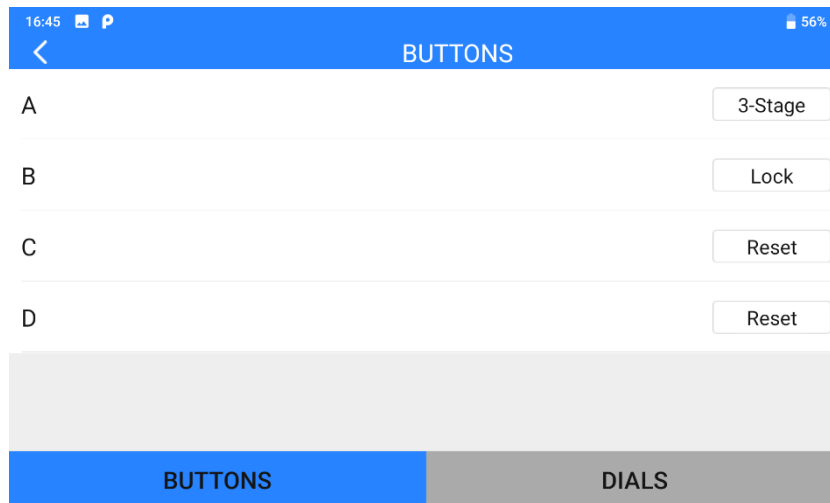 16:45 56%
BUTTONS
A 3-Stage
B Lock
C Reset
D Reset
BUTTONS DIALS